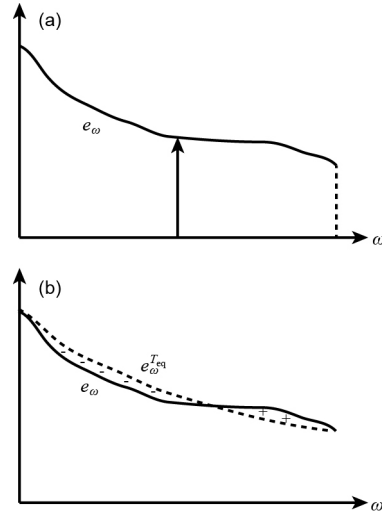 (a)
e_ω
ω
(b)
- - - - -
e_ω^{T_eq}
e_ω
+ +
ω